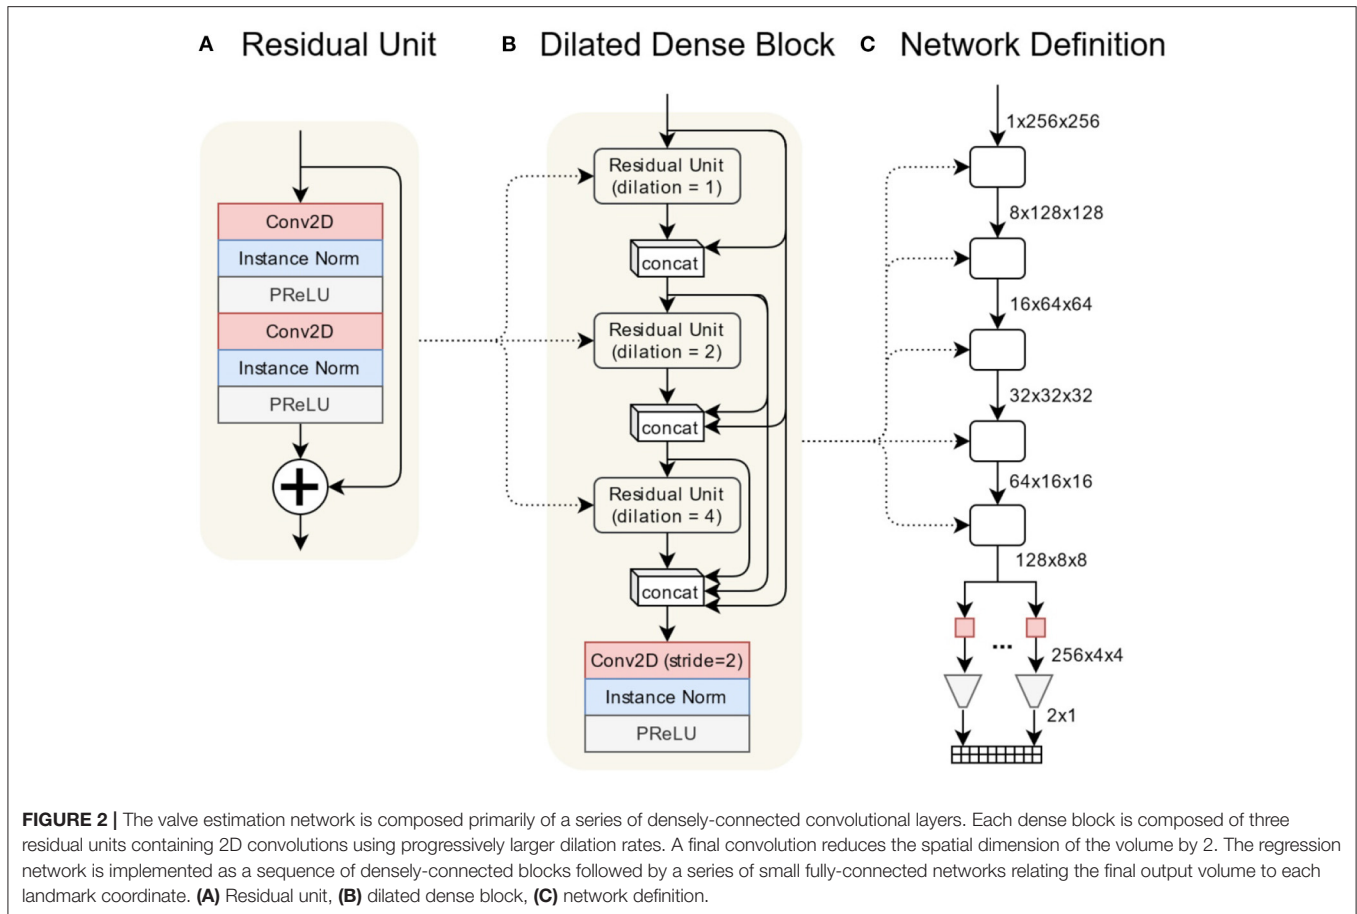 A Residual Unit
Conv2D
Instance Norm
PReLU
Conv2D
Instance Norm
PReLU
B Dilated Dense Block
Residual Unit
(dilation = 1)
concat
Residual Unit
(dilation = 2)
concat
Residual Unit
(dilation = 4)
concat
Conv2D (stride=2)
Instance Norm
PReLU
C Network Definition
1x256x256
8x128x128
16x64x64
32x32x32
64x16x16
128x8x8
...
256x4x4
2x1
FIGURE 2 | The valve estimation network is composed primarily of a series of densely-connected convolutional layers. Each dense block is composed of three
residual units containing 2D convolutions using progressively larger dilation rates. A final convolution reduces the spatial dimension of the volume by 2. The regression
network is implemented as a sequence of densely-connected blocks followed by a series of small fully-connected networks relating the final output volume to each
landmark coordinate. (A) Residual unit, (B) dilated dense block, (C) network definition.